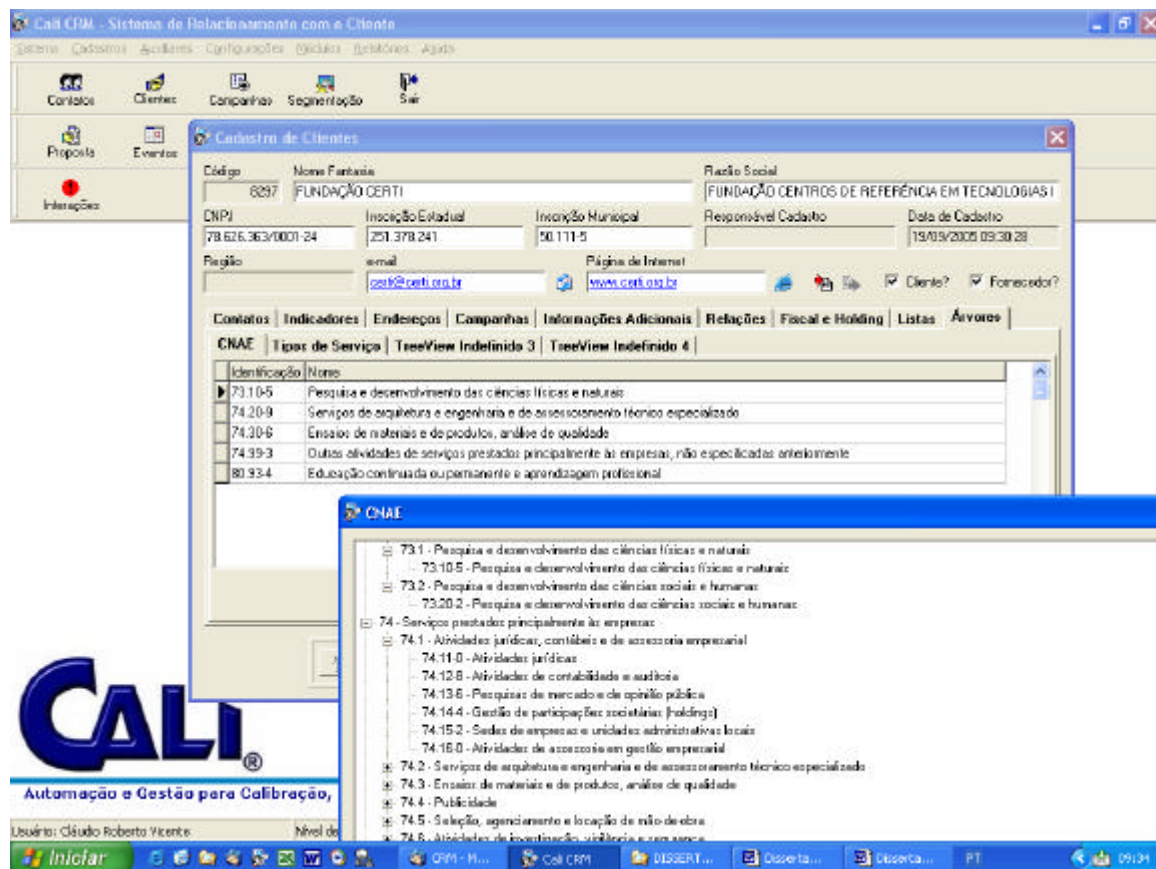 Cali CRM - Sistema de Relacionamento com o Cliente
Sistema Cadastros Auxiliares Configurações Módulos Relatórios Ajuda
Contatos Clientes Campanhas Segmentação Sair
Proposta Eventos
Interações
Cadastro de Clientes
Código Nome Fantasia Razão Social
8297 FUNDAÇÃO CERTI FUNDAÇÃO CENTROS DE REFERÊNCIA EM TECNOLOGIAS I
CNPJ Inscrição Estadual Inscrição Municipal Responsável Cadastro Data de Cadastro
78.626.363/0001-24 251.378.241 50.111-5 19/09/2005 09:30:28
Região e-mail Página de Internet
certi@certi.org.br www.certi.org.br Cliente? Fornecedor?
Contatos Indicadores Endereços Campanhas Informações Adicionais Relações Fiscal e Holding Listas Árvores
CNAE Tipos de Serviço TreeView Indefinido 3 TreeView Indefinido 4
Identificação Nome
73.10-5 Pesquisa e desenvolvimento das ciências físicas e naturais
74.20-9 Serviços de arquitetura e engenharia e de assessoramento técnico especializado
74.30-6 Ensaios de materiais e de produtos, análise de qualidade
74.99-3 Outras atividades de serviços prestados principalmente às empresas, não especificadas anteriormente
80.93-4 Educação continuada ou permanente e aprendizagem profissional
CNAE
73.1 - Pesquisa e desenvolvimento das ciências físicas e naturais
73.10-5 - Pesquisa e desenvolvimento das ciências físicas e naturais
73.2 - Pesquisa e desenvolvimento das ciências sociais e humanas
73.20-2 - Pesquisa e desenvolvimento das ciências sociais e humanas
74 - Serviços prestados principalmente às empresas
74.1 - Atividades jurídicas, contábeis e de assessoria empresarial
74.11-0 - Atividades jurídicas
74.12-8 - Atividades de contabilidade e auditoria
74.13-6 - Pesquisas de mercado e de opinião pública
74.14-4 - Gestão de participações societárias (holdings)
74.15-2 - Sedes de empresas e unidades administrativas locais
74.16-0 - Atividades de assessoria em gestão empresarial
74.2 - Serviços de arquitetura e engenharia e de assessoramento técnico especializado
74.3 - Ensaios de materiais e de produtos, análise de qualidade
74.4 - Publicidade
74.5 - Seleção, agenciamento e locação de mão-de-obra
74.6 - Atividades de investigação, vigilância e segurança
CALI®
Automação e Gestão para Calibração,
Usuário: Cláudio Roberto Vicente Nível de
Iniciar CRM - M... Cali CRM DISSERT... Disserta... Disserta... PT 09:34